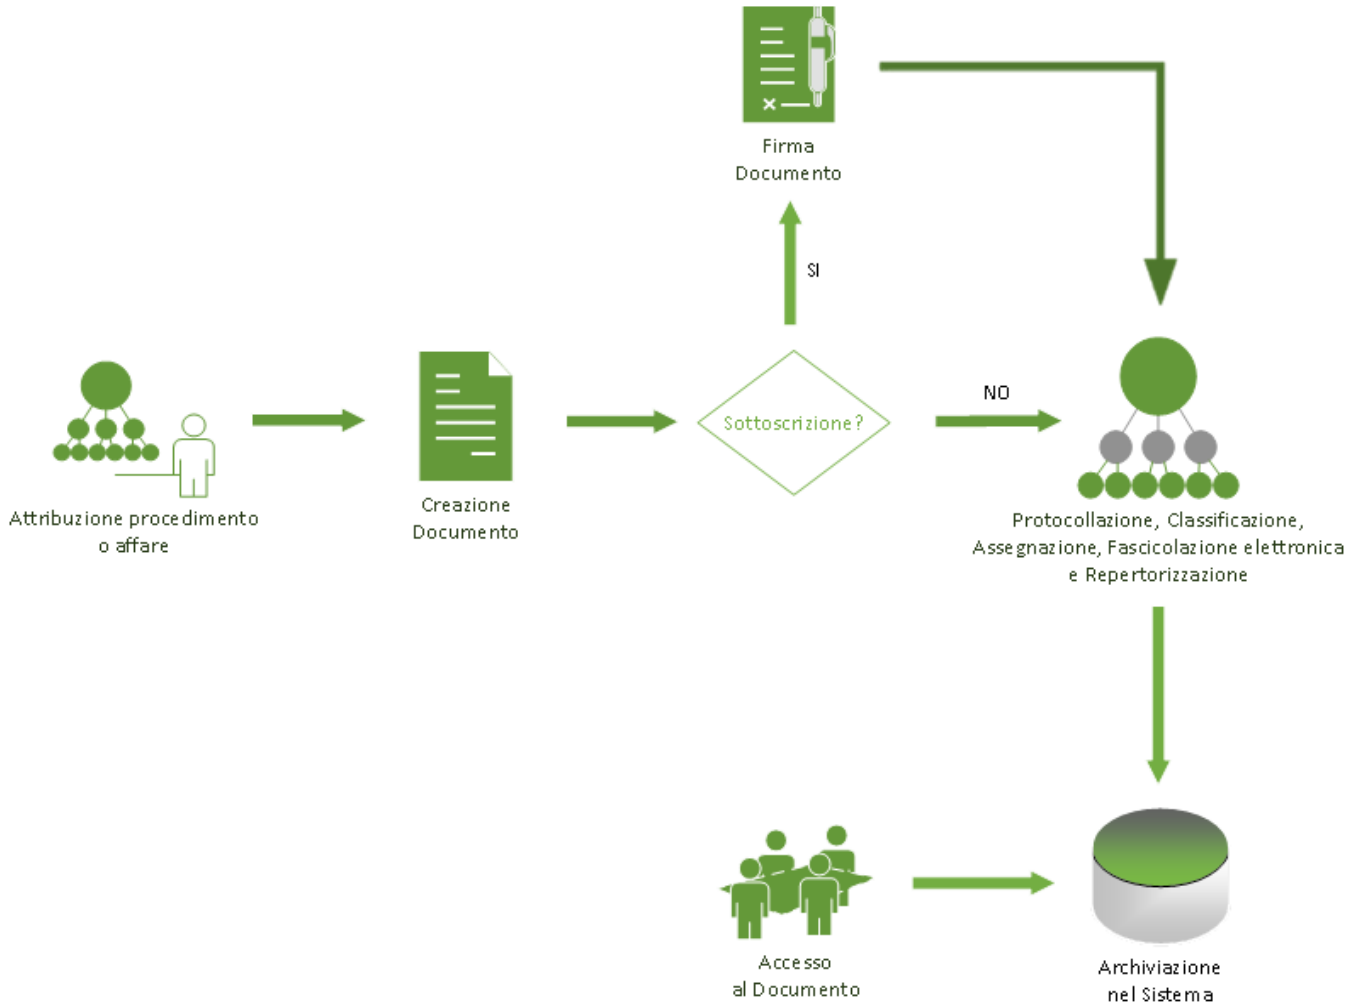 Firma
Documento
SI
NO
Sottoscrizione?
Attribuzione procedimento
o affare
Creazione
Documento
Protocollazione, Classificazione,
Assegnazione, Fascicolazione elettronica
e Repertorizzazione
Accesso
al Documento
Archiviazione
nel Sistema